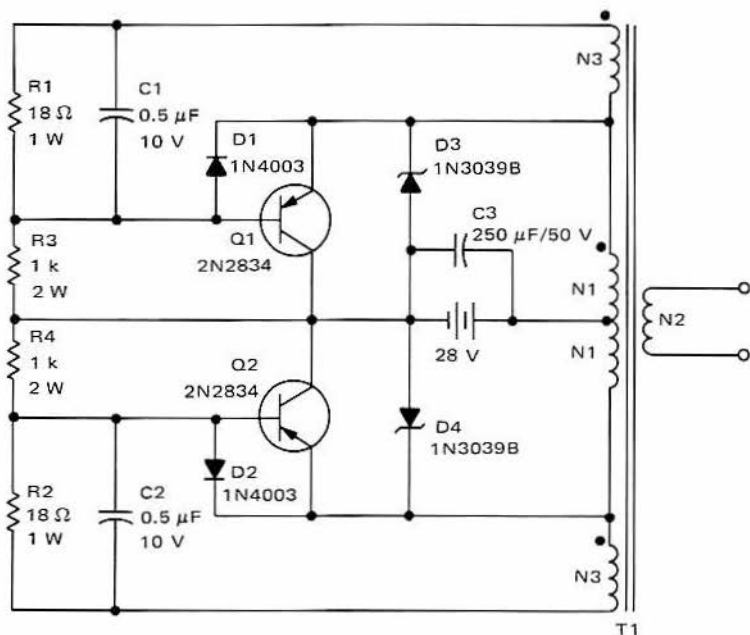 N3
R1
18 Ω
1 W
C1
0.5 μF
10 V
D1
1N4003
D3
1N3039B
C3
250 μF/50 V
Q1
2N2834
R3
1 k
2 W
N1
N2
28 V
N1
R4
1 k
2 W
Q2
2N2834
D4
1N3039B
D2
1N4003
R2
18 Ω
1 W
C2
0.5 μF
10 V
N3
T1